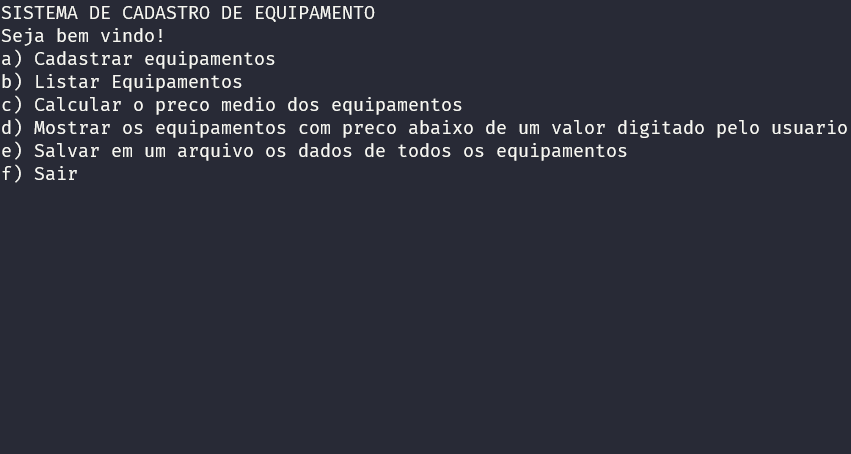 SISTEMA DE CADASTRO DE EQUIPAMENTO
Seja bem vindo!
a) Cadastrar equipamentos
b) Listar Equipamentos
c) Calcular o preco medio dos equipamentos
d) Mostrar os equipamentos com preco abaixo de um valor digitado pelo usuario
e) Salvar em um arquivo os dados de todos os equipamentos
f) Sair